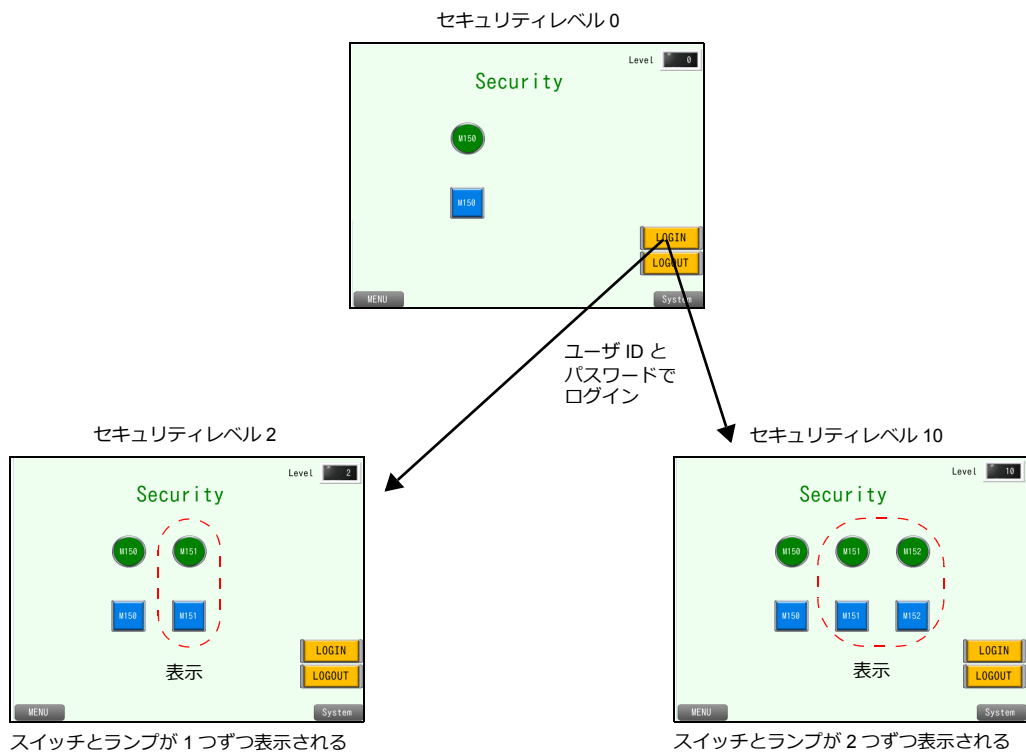 セキュリティレベル 0
Level 0
Security
M150
M150
LOGIN
LOGOUT
MENU System
ユーザ ID と
パスワードで
ログイン
セキュリティレベル 2
Level 2
Security
M150 M151
M150 M151
表示
LOGIN
LOGOUT
MENU System
スイッチとランプが 1 つずつ表示される
セキュリティレベル 10
Level 10
Security
M150 M151 M152
M150 M151 M152
表示
LOGIN
LOGOUT
MENU System
スイッチとランプが 2 つずつ表示される